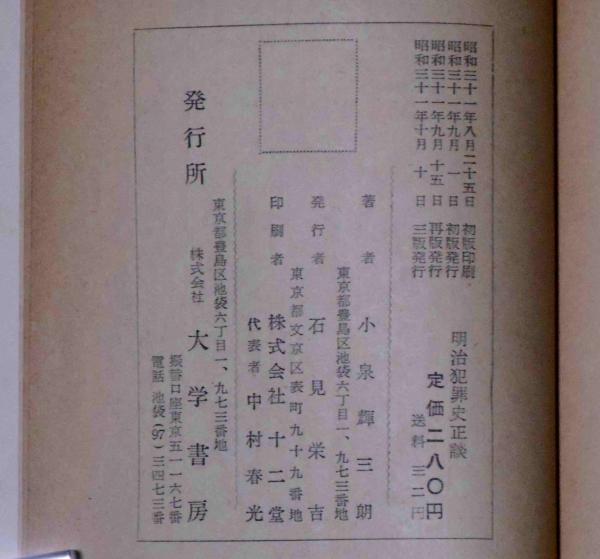 昭和三十一年八月二十五日 初版印刷
昭和三十一年九月一日 初版発行
昭和三十一年九月十五日 再版発行
昭和三十一年十月十日 三版発行
明治犯罪史正談
定価二八〇円
送料三二円
著者 小泉輝三朗
東京都豊島区池袋六丁目一、九七三番地
発行者 石見栄吉
東京都文京区表町九十九番地
印刷者 株式会社十二堂
代表者 中村春光
東京都豊島区池袋六丁目一、九七三番地
発行所 株式会社 大学書房
振替口座東京五一一六七番
電話 池袋(97)三四七三番